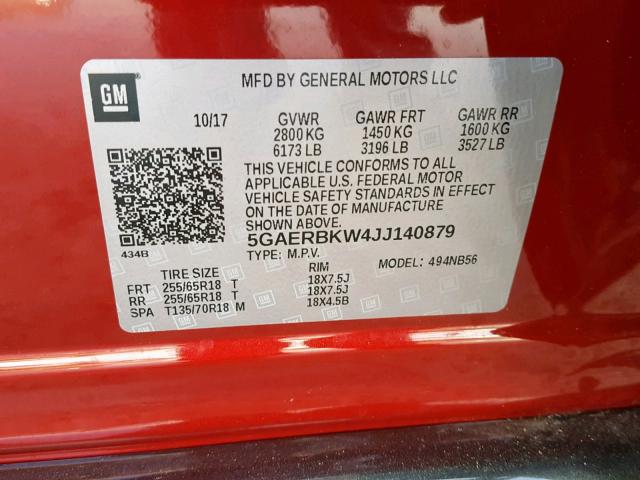 GM
MFD BY GENERAL MOTORS LLC
10/17 GVWR GAWR FRT GAWR RR
2800 KG 1450 KG 1600 KG
6173 LB 3196 LB 3527 LB
THIS VEHICLE CONFORMS TO ALL
APPLICABLE U.S. FEDERAL MOTOR
VEHICLE SAFETY STANDARDS IN EFFECT
ON THE DATE OF MANUFACTURE
5GAERBKW4JJ140879
434B TYPE: M.P.V. MODEL: 494NB56
TIRE SIZE RIM
FRT 255/65R18 T 18X7.5J
RR 255/65R18 T 18X7.5J
SPA T135/70R18 M 18X4.5B